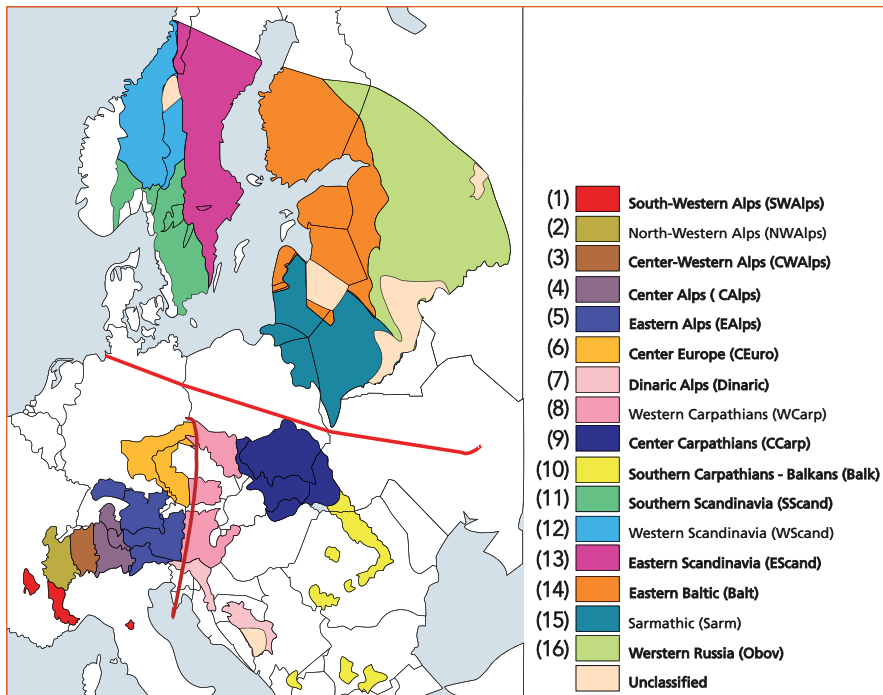 (1) South-Western Alps (SWAlps)
(2) North-Western Alps (NWAlps)
(3) Center-Western Alps (CWAlps)
(4) Center Alps ( CAlps)
(5) Eastern Alps (EAlps)
(6) Center Europe (CEuro)
(7) Dinaric Alps (Dinaric)
(8) Western Carpathians (WCarp)
(9) Center Carpathians (CCarp)
(10) Southern Carpathians - Balkans (Balk)
(11) Southern Scandinavia (SScand)
(12) Western Scandinavia (WScand)
(13) Eastern Scandinavia (EScand)
(14) Eastern Baltic (Balt)
(15) Sarmathic (Sarm)
(16) Werstern Russia (Obov)
Unclassified